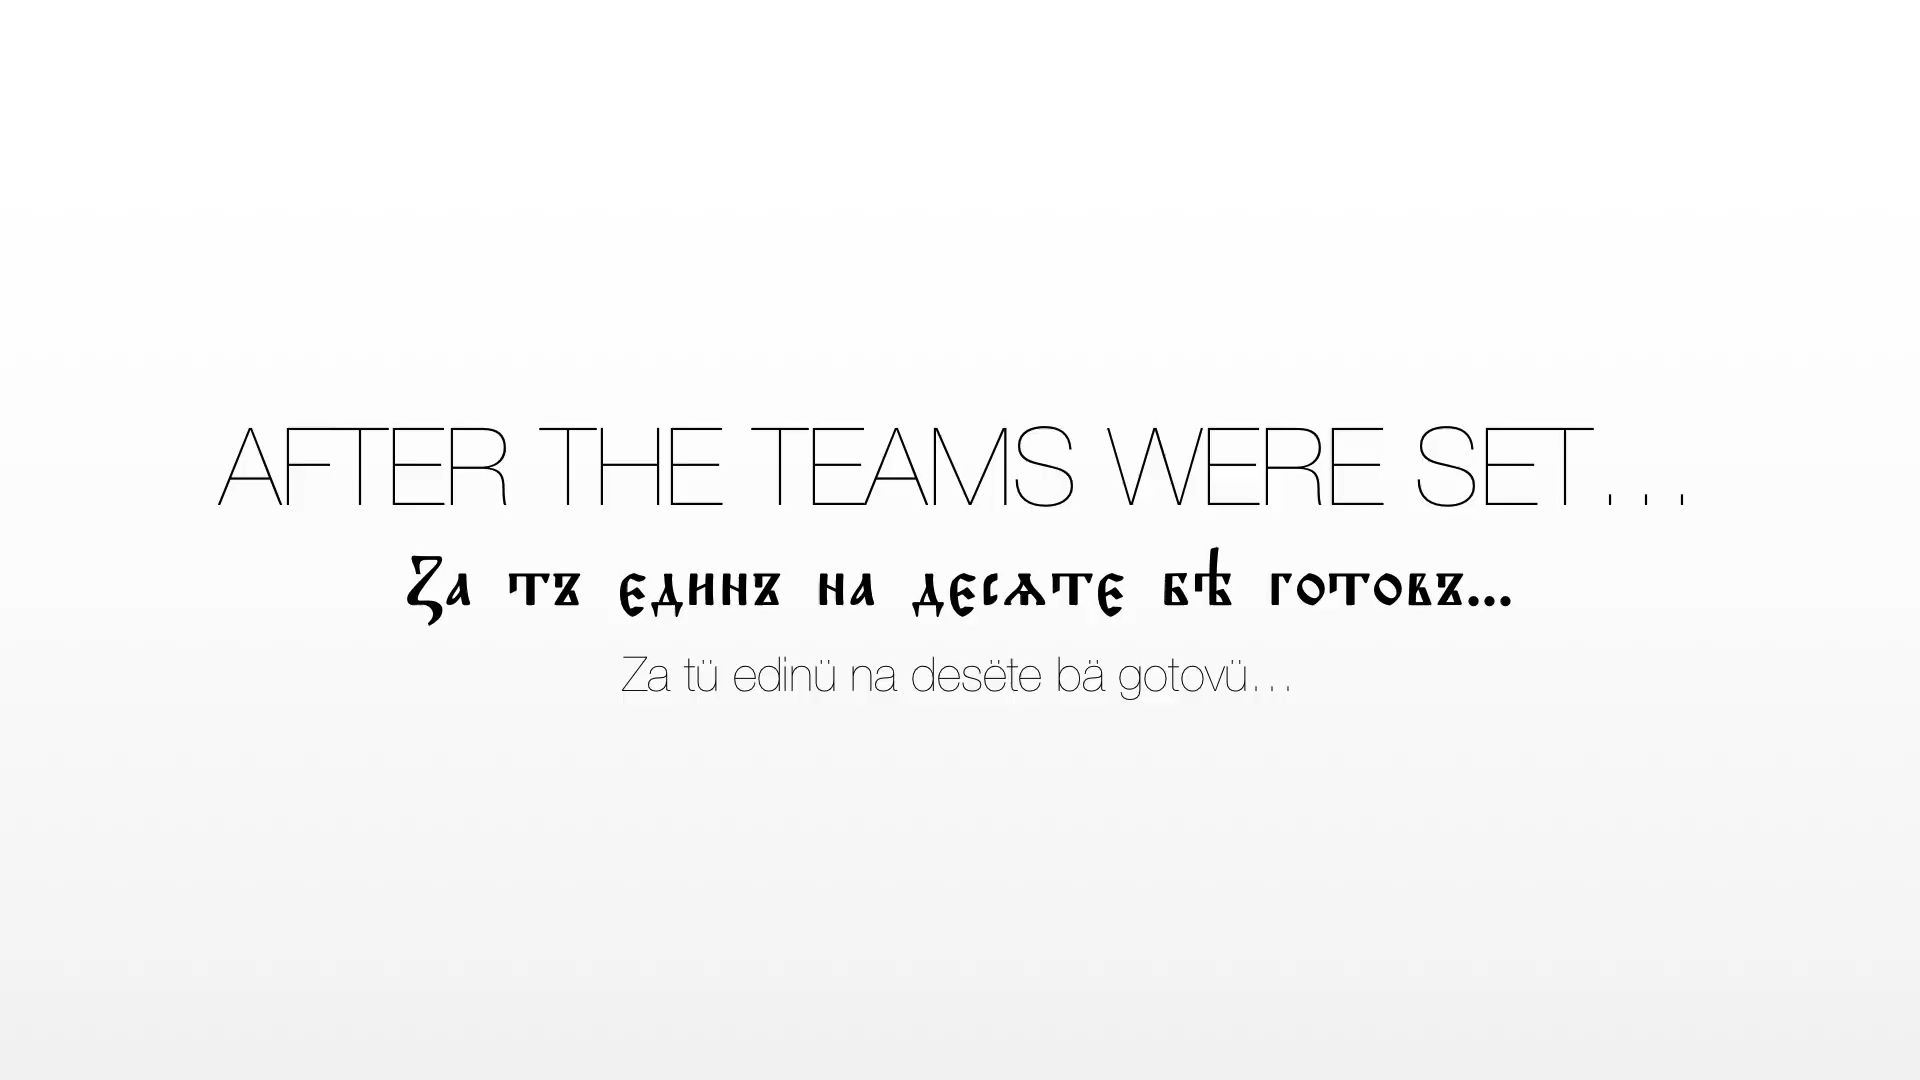 AFTER THE TEAMS WERE SET...
За тъ единъ на десѧте бѣ готовъ...
Za tü edinü na desëte bä gotovü...